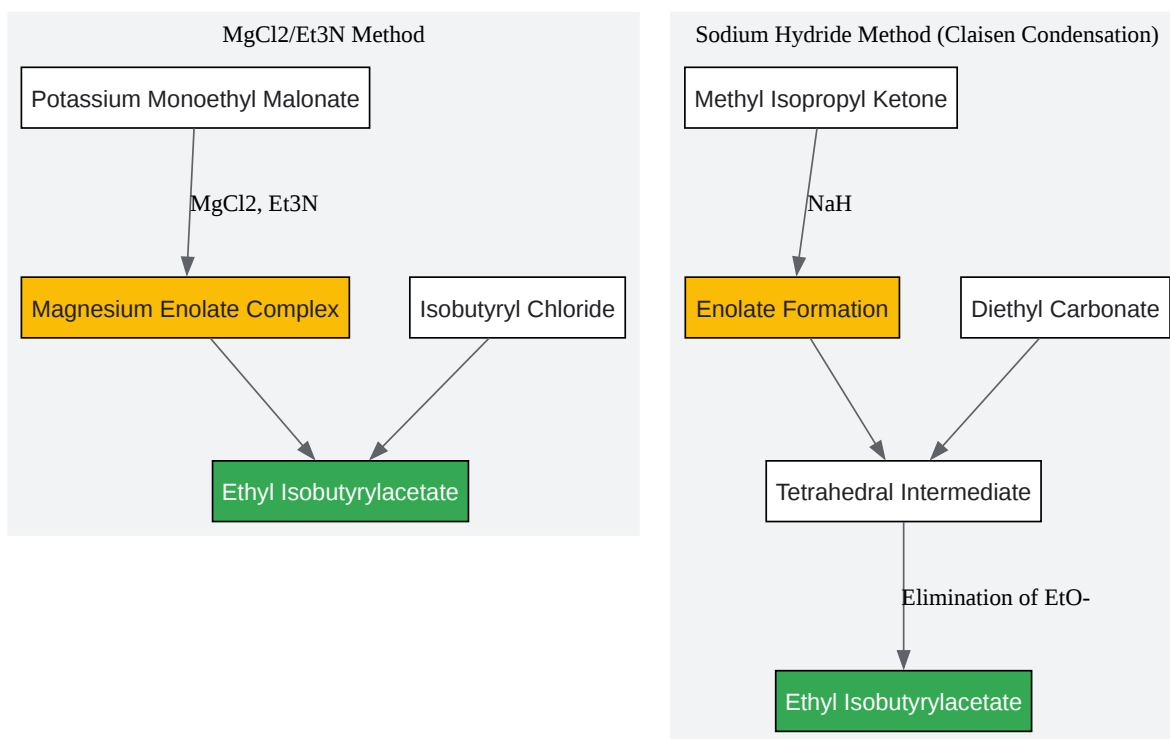 MgCl2/Et3N Method
Potassium Monoethyl Malonate
MgCl2, Et3N
Magnesium Enolate Complex
Isobutyryl Chloride
Ethyl Isobutyrylacetate
Sodium Hydride Method (Claisen Condensation)
Methyl Isopropyl Ketone
NaH
Enolate Formation
Diethyl Carbonate
Tetrahedral Intermediate
Elimination of EtO-
Ethyl Isobutyrylacetate